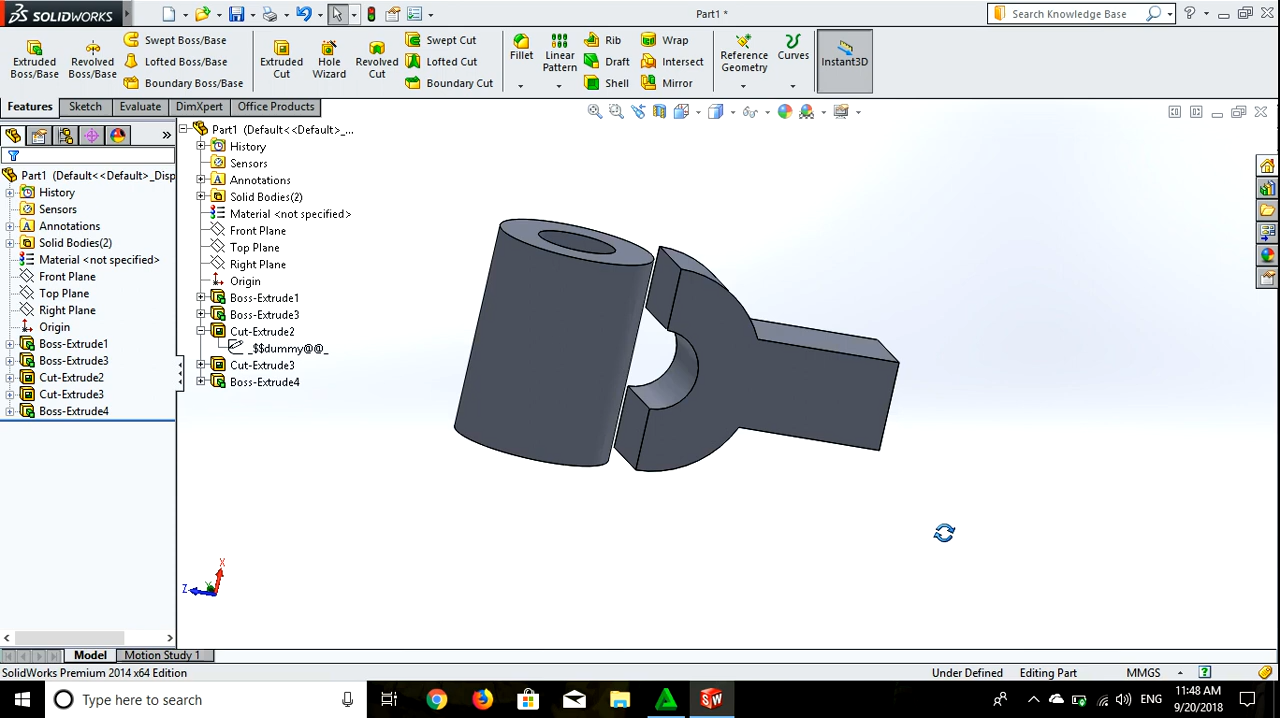 SOLIDWORKS
Part1 *
Search Knowledge Base
Extruded Boss/Base
Revolved Boss/Base
Swept Boss/Base
Lofted Boss/Base
Boundary Boss/Base
Extruded Cut
Hole Wizard
Revolved Cut
Swept Cut
Lofted Cut
Boundary Cut
Fillet
Linear Pattern
Rib
Draft
Shell
Wrap
Intersect
Mirror
Reference Geometry
Curves
Instant3D
Features
Sketch
Evaluate
DimXpert
Office Products
Part1 (Default<<Default>_Disp
History
Sensors
Annotations
Solid Bodies(2)
Material <not specified>
Front Plane
Top Plane
Right Plane
Origin
Boss-Extrude1
Boss-Extrude3
Cut-Extrude2
Cut-Extrude3
Boss-Extrude4
Part1 (Default<<Default>_...
History
Sensors
Annotations
Solid Bodies(2)
Material <not specified>
Front Plane
Top Plane
Right Plane
Origin
Boss-Extrude1
Boss-Extrude3
Cut-Extrude2
_$$dummy@@_
Cut-Extrude3
Boss-Extrude4
X
Z
Model
Motion Study 1
SolidWorks Premium 2014 x64 Edition
Under Defined
Editing Part
MMGS
Type here to search
ENG
11:48 AM
9/20/2018